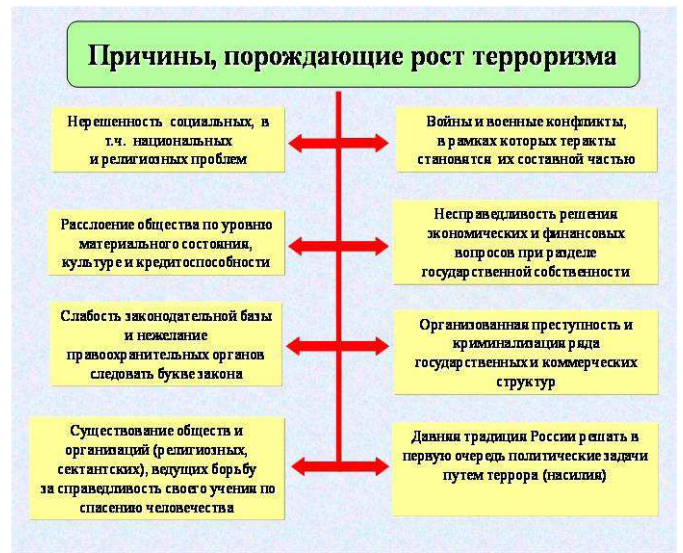 Причины, порождающие рост терроризма
Нерешенность социальных, в
т.ч. национальных
и религиозных проблем
Войны и военные конфликты,
в рамках которых теракты
становятся их составной частью
Расслоение общества по уровню
материального состояния,
культуре и кредитоспособности
Несправедливость решения
экономических и финансовых
вопросов при разделе
государственной собственности
Слабость законодательной базы
и нежелание
правоохранительных органов
следовать букве закона
Организованная преступность и
криминализация ряда
государственных и коммерческих
структур
Существование обществ и
организаций (религиозных,
сектантских), ведущих борьбу
за справедливость своего учения по
спасению человечества
Давняя традиция России решать в
первую очередь политические задачи
путем террора (насилия)